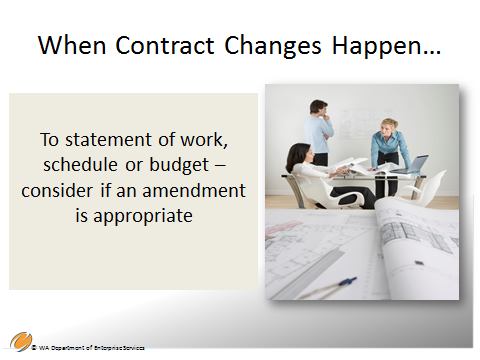 When Contract Changes Happen…
To statement of work,
schedule or budget –
consider if an amendment
is appropriate
© WA Department of Enterprise Services